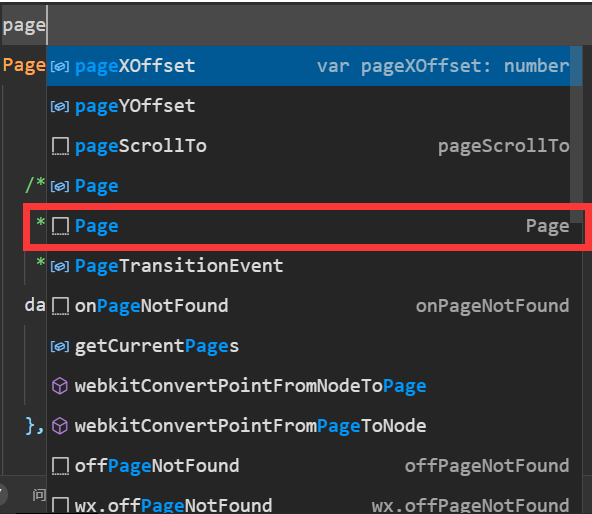 page
Page
pageXOffset var pageXOffset: number
pageYOffset
pageScrollTo pageScrollTo
/*
Page
*
Page Page
*
PageTransitionEvent
da
onPageNotFound onPageNotFound
getCurrentPages
webkitConvertPointFromNodeToPage
},
webkitConvertPointFromPageToNode
offPageNotFound offPageNotFound
问
wx.offPageNotFound wx.offPageNotFound